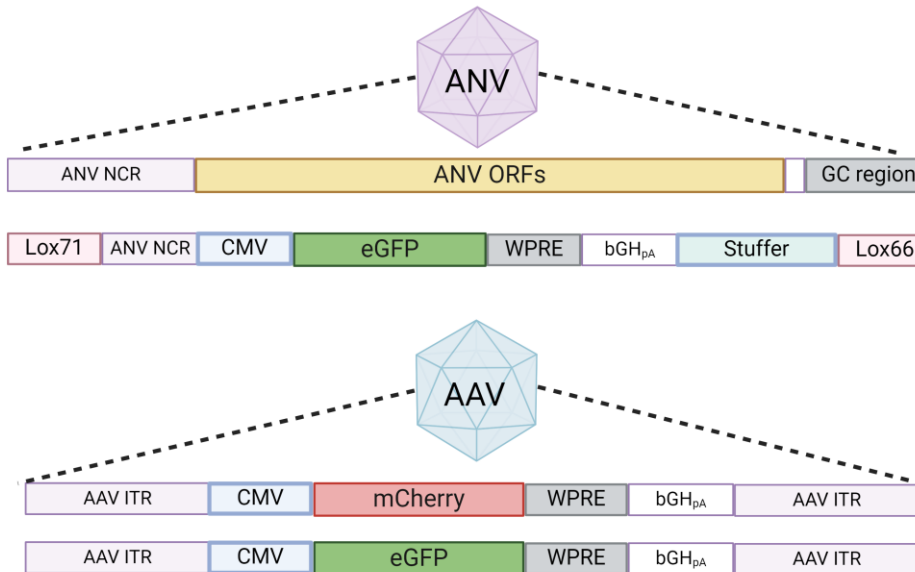 ANV
ANV NCR ANV ORFs GC region
Lox71 ANV NCR CMV eGFP WPRE bGHpA Stuffer Lox66
AAV
AAV ITR CMV mCherry WPRE bGHpA AAV ITR
AAV ITR CMV eGFP WPRE bGHpA AAV ITR